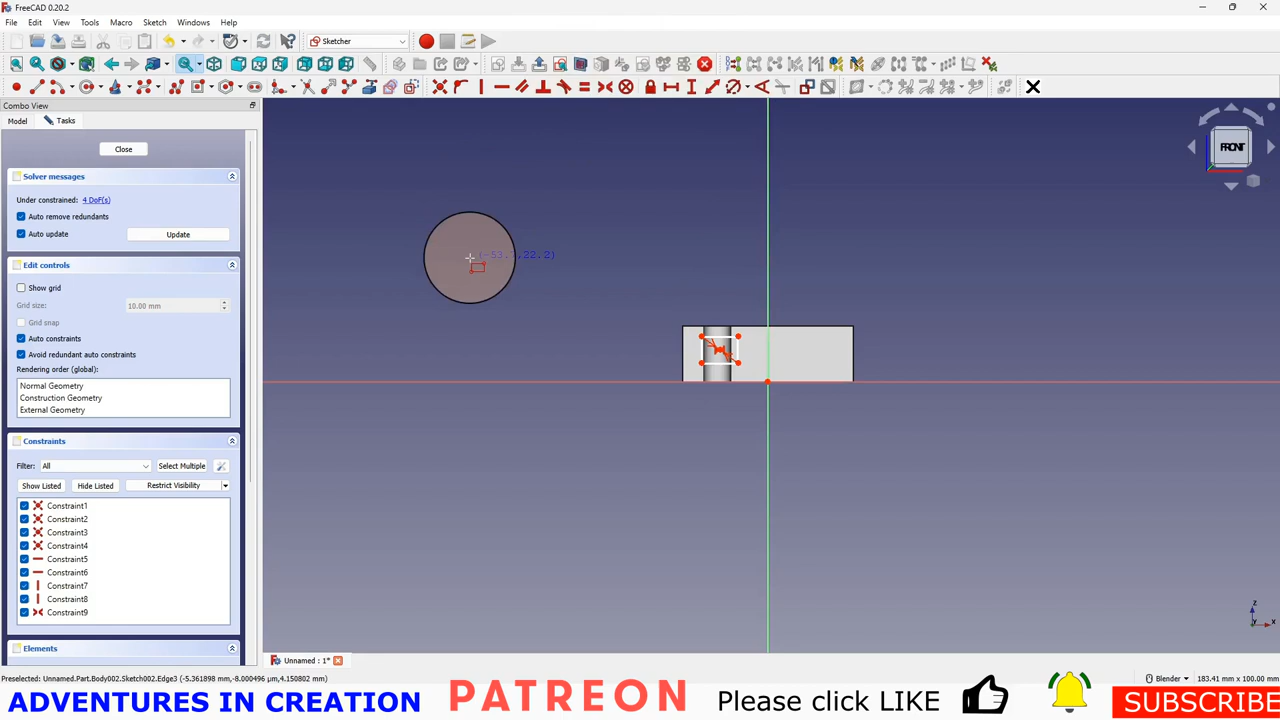 FreeCAD 0.20.2
File Edit View Tools Macro Sketch Windows Help
Sketcher
Combo View
Model Tasks
Close
Solver messages
Under constrained: 4 DoF(s)
Auto remove redundants
Auto update Update
Edit controls
Show grid
Grid size: 10.00 mm
Grid snap
Auto constraints
Avoid redundant auto constraints
Rendering order (global):
Normal Geometry
Construction Geometry
External Geometry
Constraints
Filter: All Select Multiple
Show Listed Hide Listed Restrict Visibility
Constraint1
Constraint2
Constraint3
Constraint4
Constraint5
Constraint6
Constraint7
Constraint8
Constraint9
Elements
FRONT
z
x
Unnamed : 1*
Preselected: Unnamed.Part.Body002.Sketch002.Edge3 (-5.361898 mm,-8.000496 μm,4.150802 mm)
Blender 183.41 mm x 100.00 mm
ADVENTURES IN CREATION PATREON Please click LIKE SUBSCRIBE